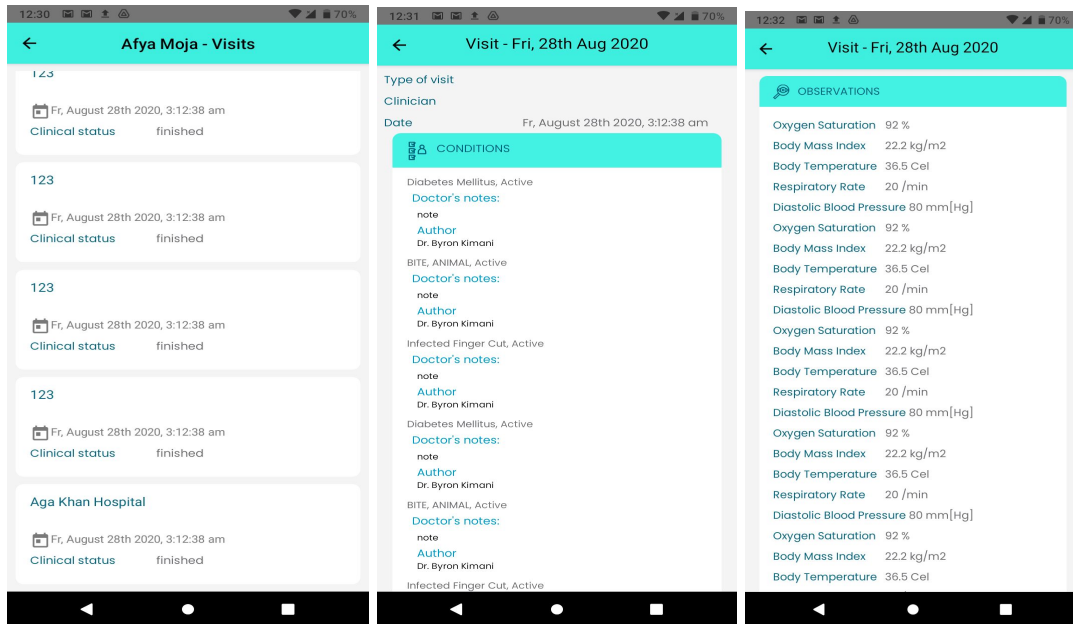 12:30
70%
Afya Moja - Visits
123
Fr, August 28th 2020, 3:12:38 am
Clinical status finished
123
Fr, August 28th 2020, 3:12:38 am
Clinical status finished
123
Fr, August 28th 2020, 3:12:38 am
Clinical status finished
123
Fr, August 28th 2020, 3:12:38 am
Clinical status finished
Aga Khan Hospital
Fr, August 28th 2020, 3:12:38 am
Clinical status finished
12:31
70%
Visit - Fri, 28th Aug 2020
Type of visit
Clinician
Date Fr, August 28th 2020, 3:12:38 am
CONDITIONS
Diabetes Mellitus, Active
Doctor's notes:
note
Author
Dr. Byron Kimani
BITE, ANIMAL, Active
Doctor's notes:
note
Author
Dr. Byron Kimani
Infected Finger Cut, Active
Doctor's notes:
note
Author
Dr. Byron Kimani
Diabetes Mellitus, Active
Doctor's notes:
note
Author
Dr. Byron Kimani
BITE, ANIMAL, Active
Doctor's notes:
note
Author
Dr. Byron Kimani
Infected Finger Cut, Active
12:32
70%
Visit - Fri, 28th Aug 2020
OBSERVATIONS
Oxygen Saturation 92 %
Body Mass Index 22.2 kg/m2
Body Temperature 36.5 Cel
Respiratory Rate 20 /min
Diastolic Blood Pressure 80 mm[Hg]
Oxygen Saturation 92 %
Body Mass Index 22.2 kg/m2
Body Temperature 36.5 Cel
Respiratory Rate 20 /min
Diastolic Blood Pressure 80 mm[Hg]
Oxygen Saturation 92 %
Body Mass Index 22.2 kg/m2
Body Temperature 36.5 Cel
Respiratory Rate 20 /min
Diastolic Blood Pressure 80 mm[Hg]
Oxygen Saturation 92 %
Body Mass Index 22.2 kg/m2
Body Temperature 36.5 Cel
Respiratory Rate 20 /min
Diastolic Blood Pressure 80 mm[Hg]
Oxygen Saturation 92 %
Body Mass Index 22.2 kg/m2
Body Temperature 36.5 Cel